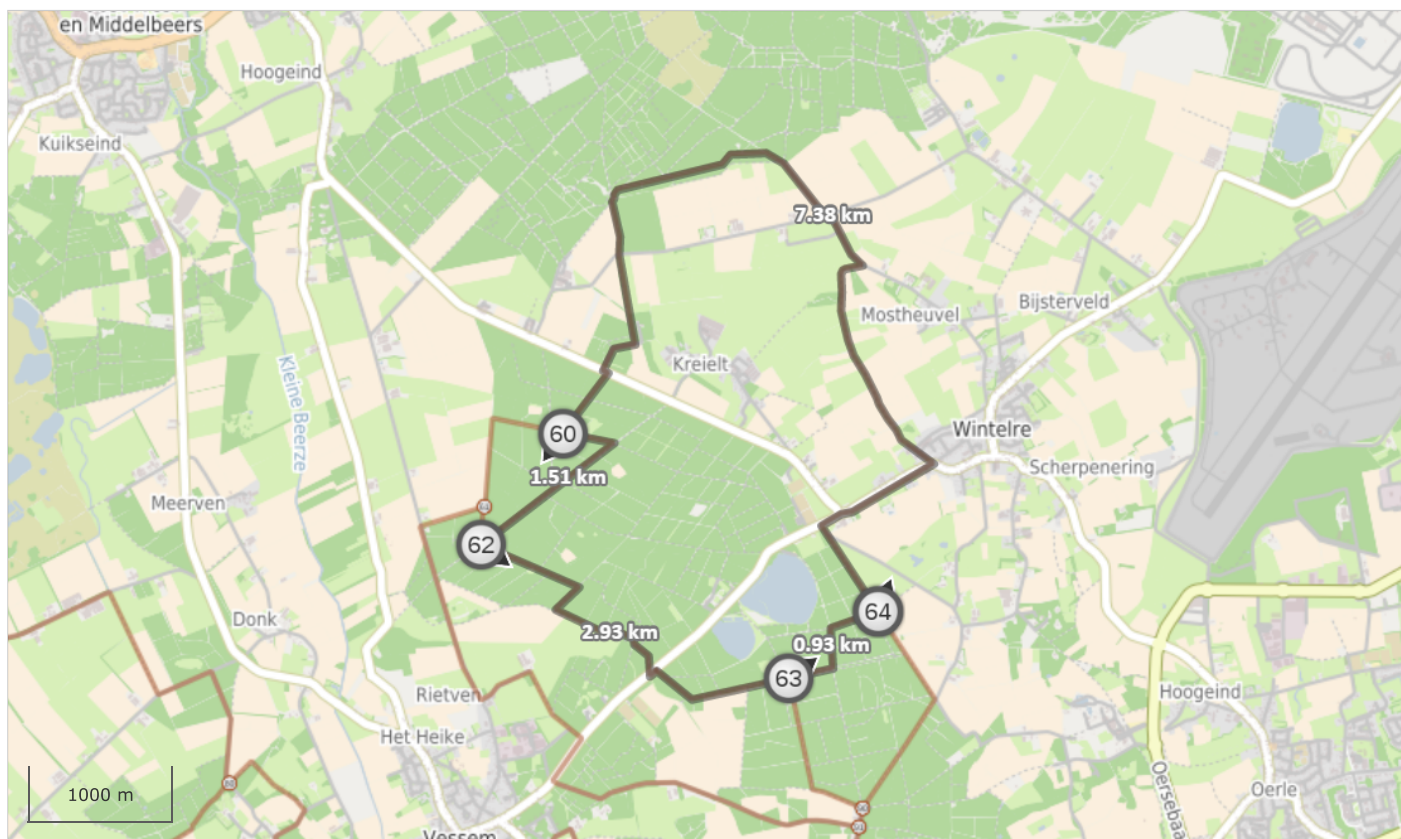 en Middelbeers
Hoogeind
Kuikseind
7.38 km
Bijsterveld
Mostheuvel
Kreielt
Kleine Beerze
60
Wintelre
1.51 km
Scherpenering
Meerven
62
64
Donk
2.93 km
0.93 km
63
Rietven
Hoogeind
Het Heike
1000 m
Oersebaan
Oerle
Vessem